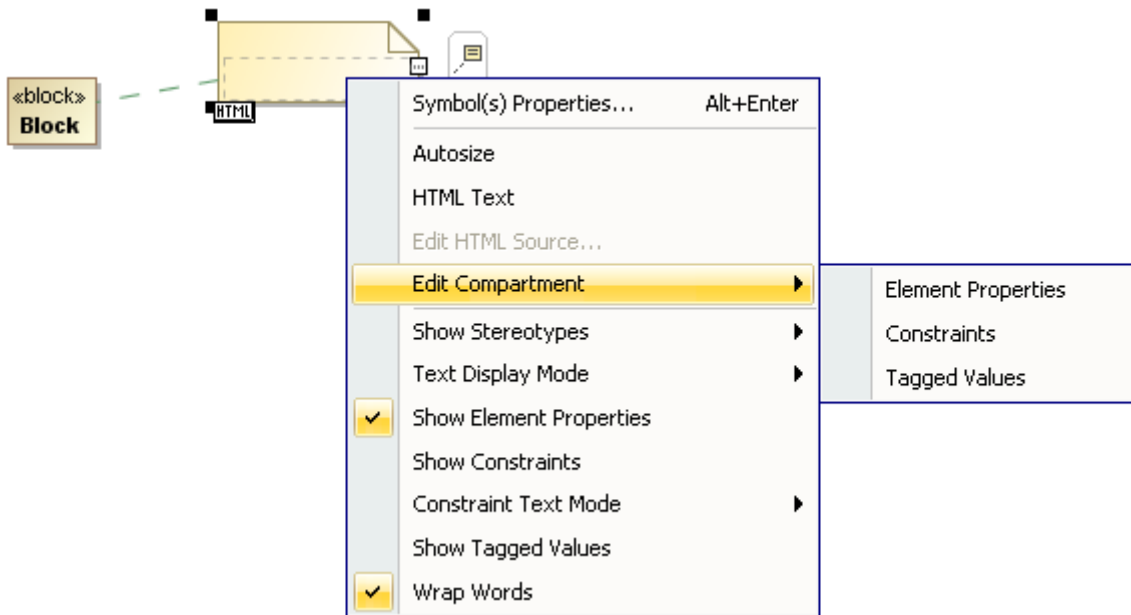 «block»
Block
HTML
Symbol(s) Properties... Alt+Enter
Autosize
HTML Text
Edit HTML Source...
Edit Compartment
Element Properties
Constraints
Tagged Values
Show Stereotypes
Text Display Mode
Show Element Properties
Show Constraints
Constraint Text Mode
Show Tagged Values
Wrap Words